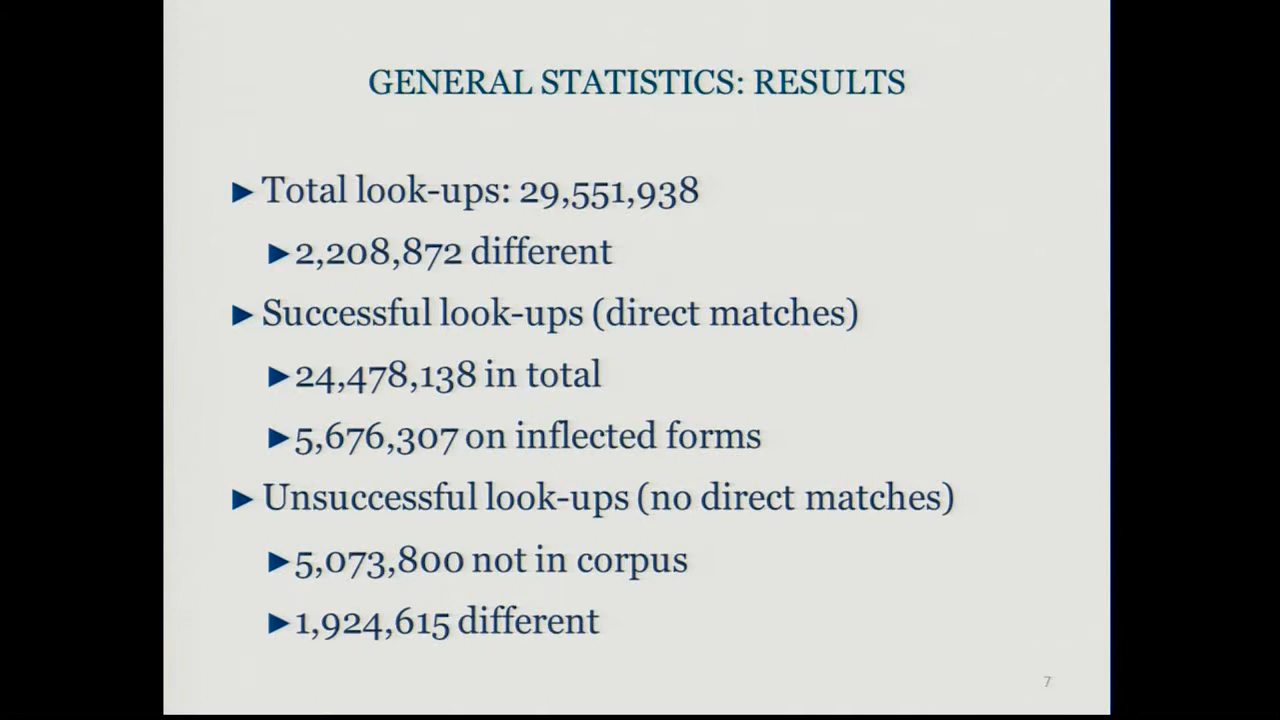 GENERAL STATISTICS: RESULTS
►Total look-ups: 29,551,938
►2,208,872 different
►Successful look-ups (direct matches)
►24,478,138 in total
►5,676,307 on inflected forms
►Unsuccessful look-ups (no direct matches)
►5,073,800 not in corpus
►1,924,615 different
7